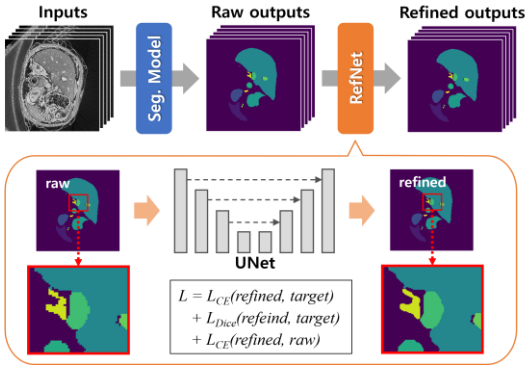 Inputs
Raw outputs
Refined outputs
Seg. Model
RefNet
raw
refined
UNet
L = L_CE(refined, target)
+ L_Dice(refeind, target)
+ L_CE(refined, raw)